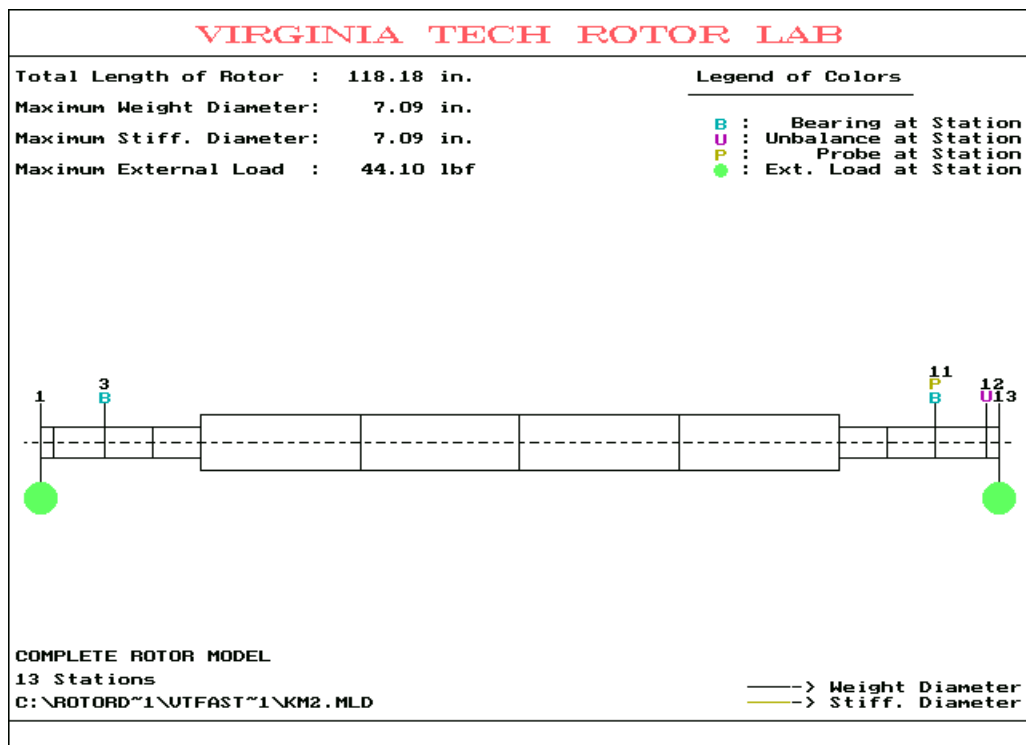 VIRGINIA TECH ROTOR LAB
Total Length of Rotor : 118.18 in.
Maximum Weight Diameter: 7.09 in.
Maximum Stiff. Diameter: 7.09 in.
Maximum External Load : 44.10 lbf
Legend of Colors
B : Bearing at Station
U : Unbalance at Station
P : Probe at Station
: Ext. Load at Station
11
3 P 12
1 B B U13
COMPLETE ROTOR MODEL
13 Stations
C:\ROTORD~1\VTFAST~1\KM2.MLD
-> Weight Diameter
-> Stiff. Diameter